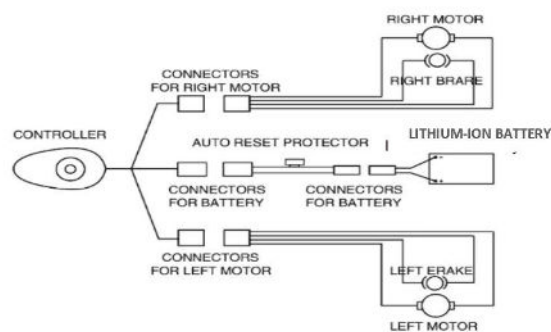 RIGHT MOTOR
RIGHT BRARE
CONNECTORS
FOR RIGHT MOTOR
CONTROLLER
AUTO RESET PROTECTOR
LITHIUM-ION BATTERY
CONNECTORS
FOR BATTERY
CONNECTORS
FOR BATTERY
CONNECTORS
FOR LEFT MOTOR
LEFT ERAKE
LEFT MOTOR